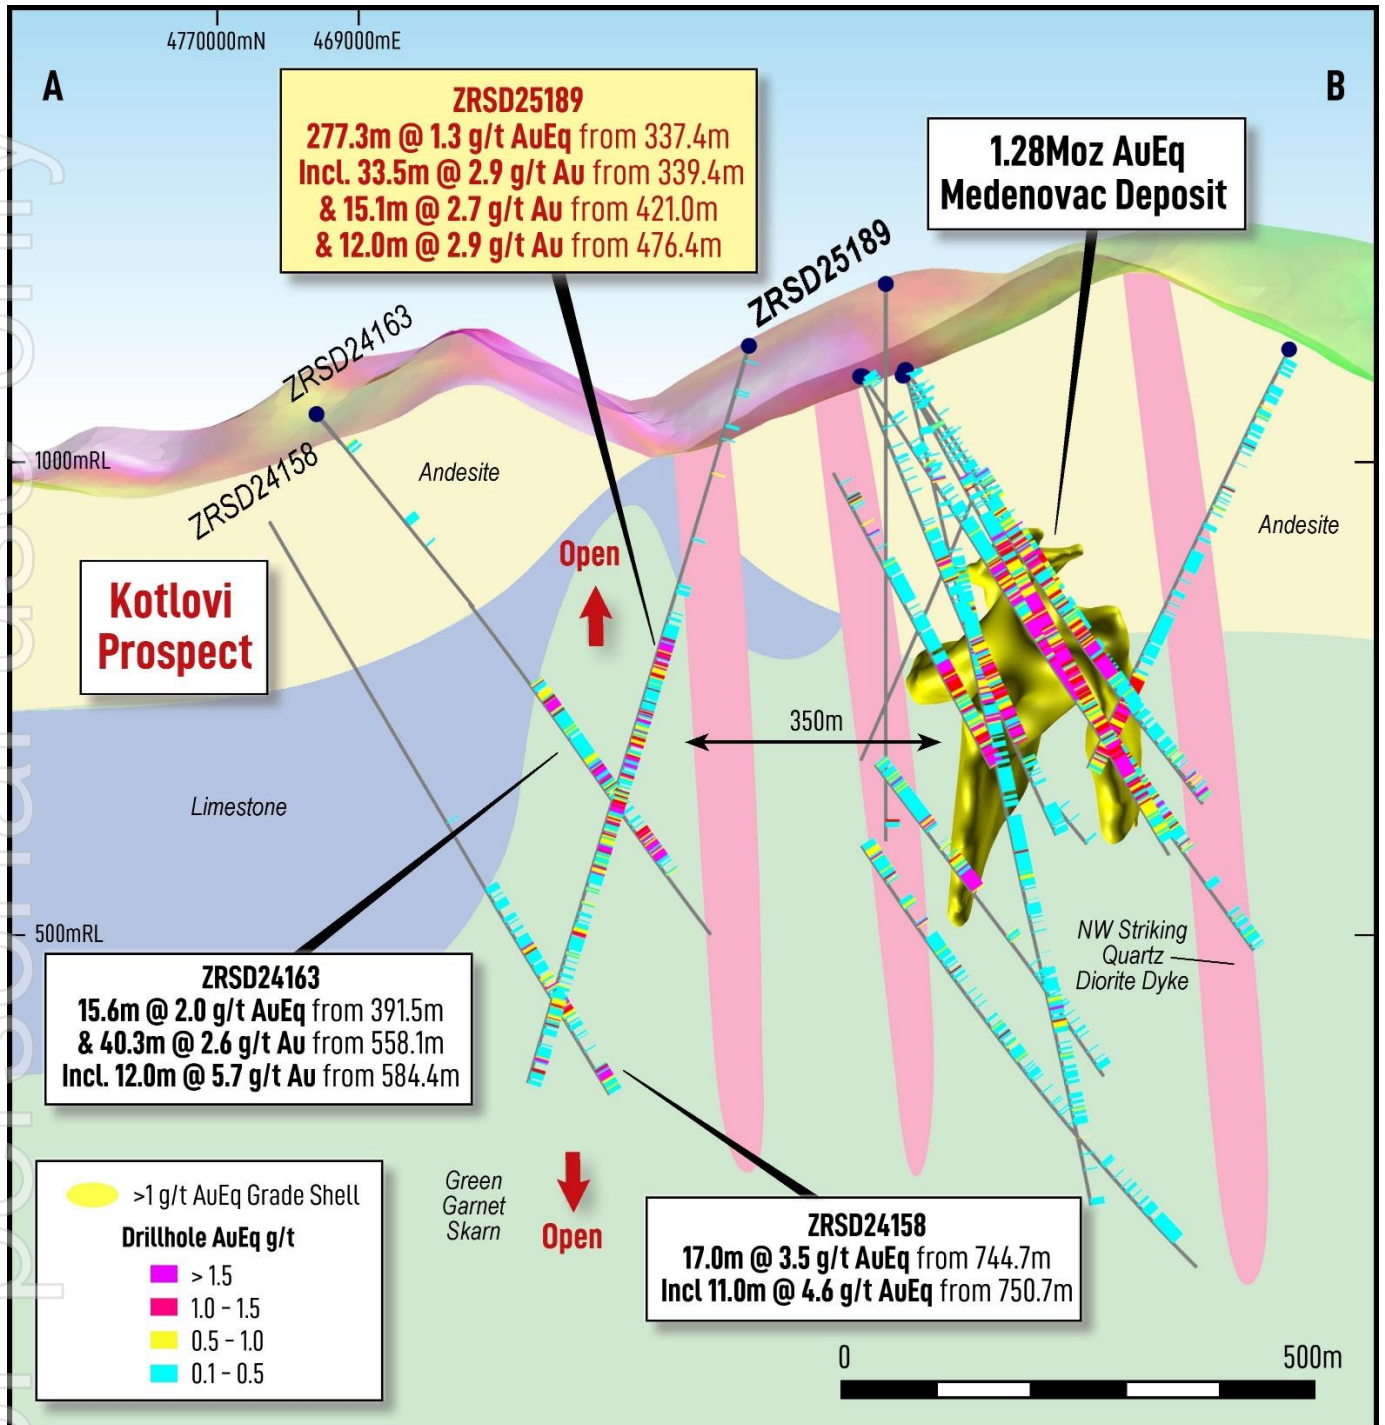 4770000mN 469000mE
A
B
ZRSD25189
277.3m @ 1.3 g/t AuEq from 337.4m
Incl. 33.5m @ 2.9 g/t Au from 339.4m
& 15.1m @ 2.7 g/t Au from 421.0m
& 12.0m @ 2.9 g/t Au from 476.4m
1.28Moz AuEq
Medenovac Deposit
ZRSD25189
ZRSD24163
ZRSD24158
1000mRL
Andesite
Andesite
Open
Kotlovi
Prospect
350m
Limestone
500mRL
NW Striking
Quartz
Diorite Dyke
ZRSD24163
15.6m @ 2.0 g/t AuEq from 391.5m
& 40.3m @ 2.6 g/t Au from 558.1m
Incl. 12.0m @ 5.7 g/t Au from 584.4m
Green
Garnet
Skarn
Open
ZRSD24158
17.0m @ 3.5 g/t AuEq from 744.7m
Incl 11.0m @ 4.6 g/t AuEq from 750.7m
>1 g/t AuEq Grade Shell
Drillhole AuEq g/t
> 1.5
1.0 – 1.5
0.5 – 1.0
0.1 – 0.5
0 500m
personal use only